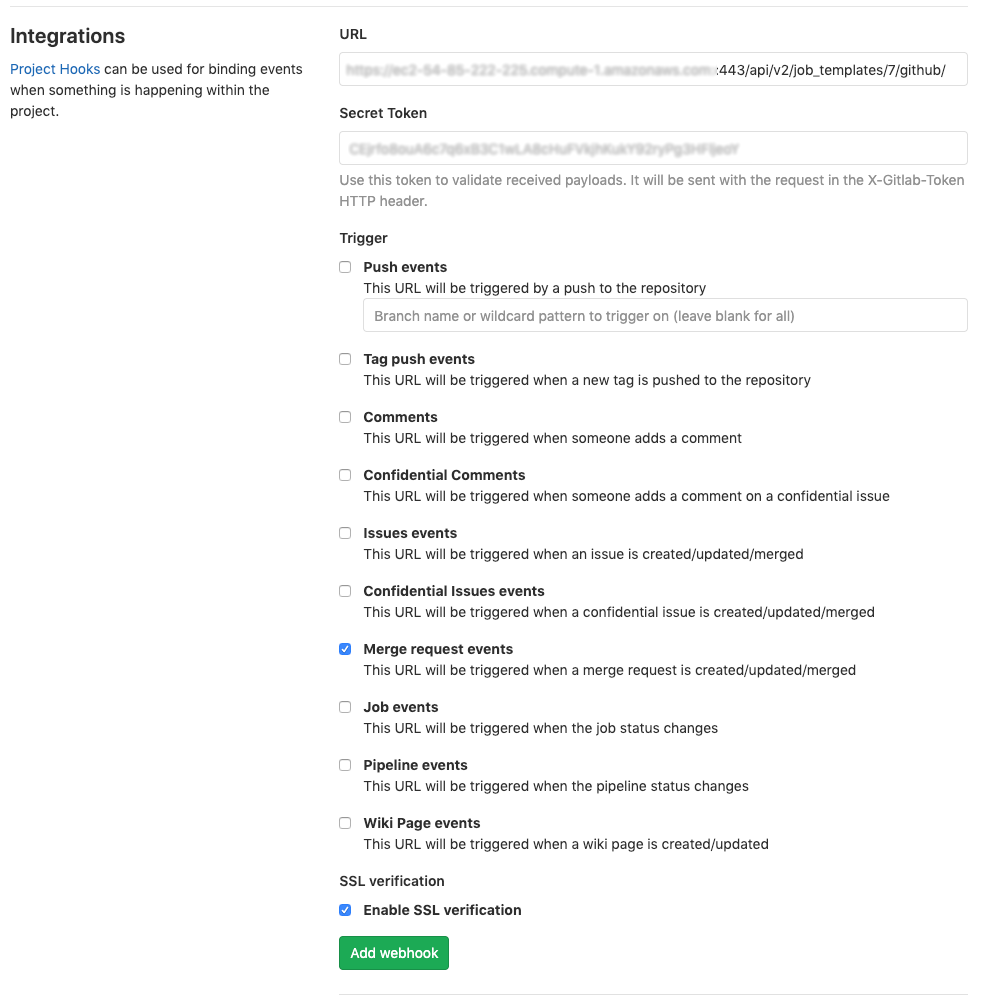 Integrations
Project Hooks can be used for binding events
when something is happening within the
project.
URL
:443/api/v2/job_templates/7/github/
Secret Token
Use this token to validate received payloads. It will be sent with the request in the X-Gitlab-Token
HTTP header.
Trigger
Push events
This URL will be triggered by a push to the repository
Branch name or wildcard pattern to trigger on (leave blank for all)
Tag push events
This URL will be triggered when a new tag is pushed to the repository
Comments
This URL will be triggered when someone adds a comment
Confidential Comments
This URL will be triggered when someone adds a comment on a confidential issue
Issues events
This URL will be triggered when an issue is created/updated/merged
Confidential Issues events
This URL will be triggered when a confidential issue is created/updated/merged
Merge request events
This URL will be triggered when a merge request is created/updated/merged
Job events
This URL will be triggered when the job status changes
Pipeline events
This URL will be triggered when the pipeline status changes
Wiki Page events
This URL will be triggered when a wiki page is created/updated
SSL verification
Enable SSL verification
Add webhook